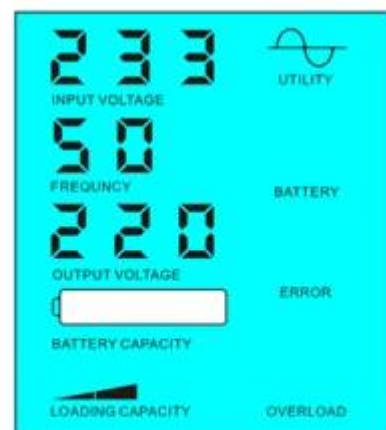 233
UTILITY
INPUT VOLTAGE
50
FREQUNCY
BATTERY
220
OUTPUT VOLTAGE
ERROR
BATTERY CAPACITY
LOADING CAPACITY
OVERLOAD